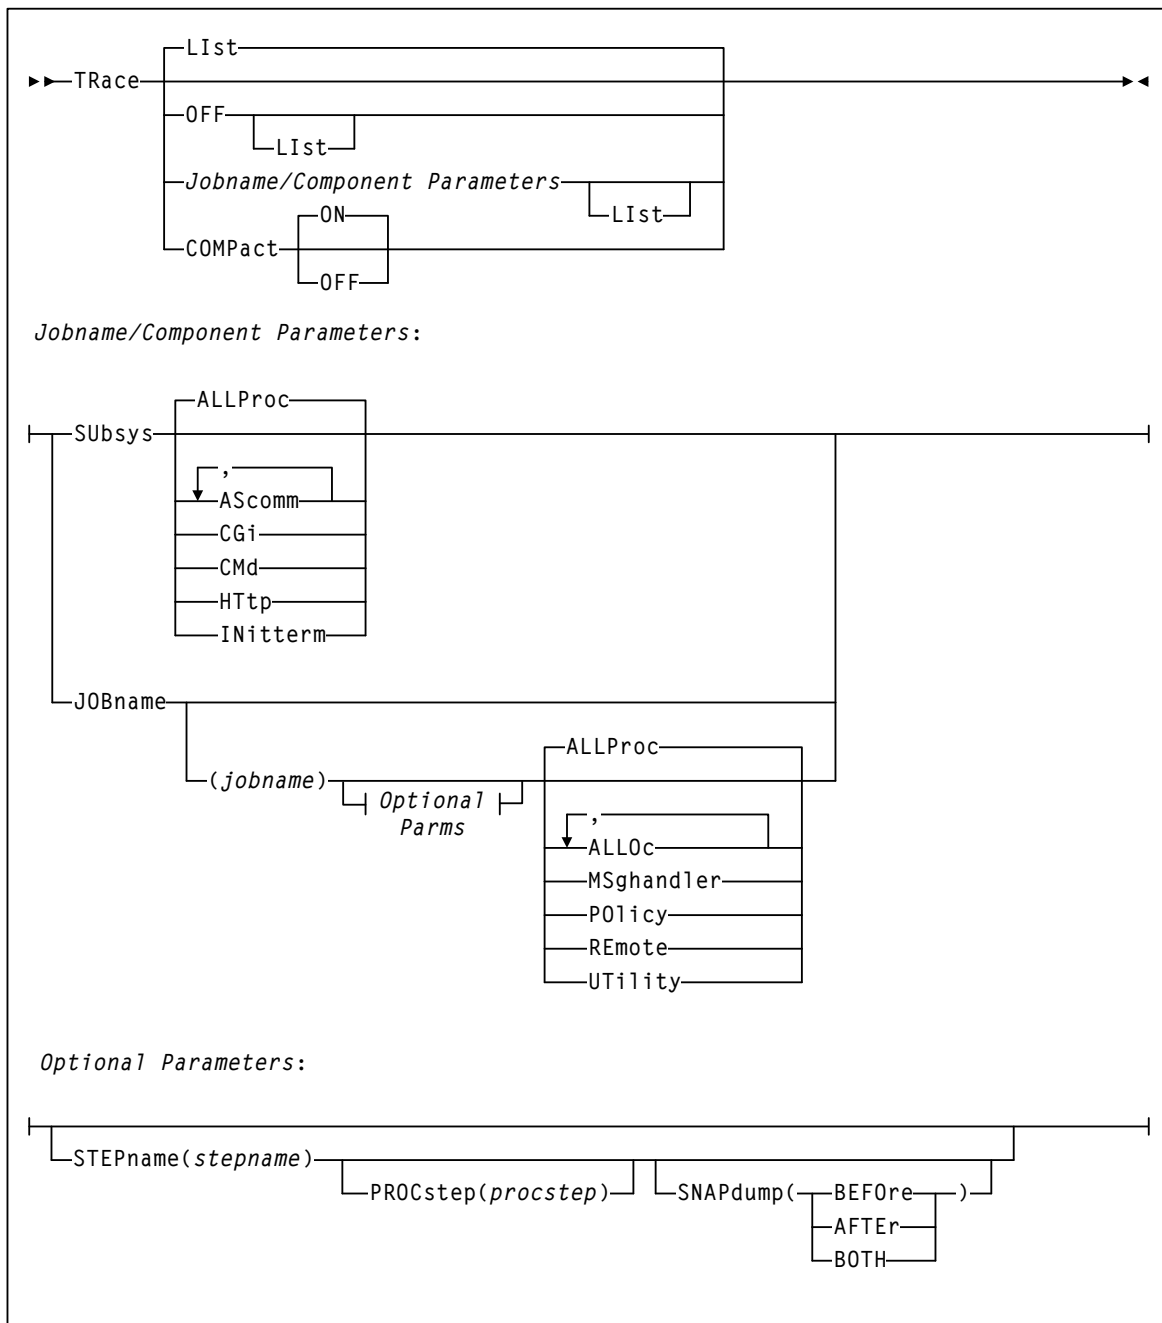 LIst
TRace
OFF
LIst
Jobname/Component Parameters
LIst
ON
COMPact
OFF
Jobname/Component Parameters:
ALLProc
SUbsys
,
AScomm
CGi
CMd
HTtp
INitterm
JOBname
ALLProc
(jobname)
Optional
Parms
,
ALLOc
MSghandler
POlicy
REmote
UTility
Optional Parameters:
STEPname(stepname)
PROCstep(procstep)
SNAPdump( BEFOre )
AFTEr
BOTH